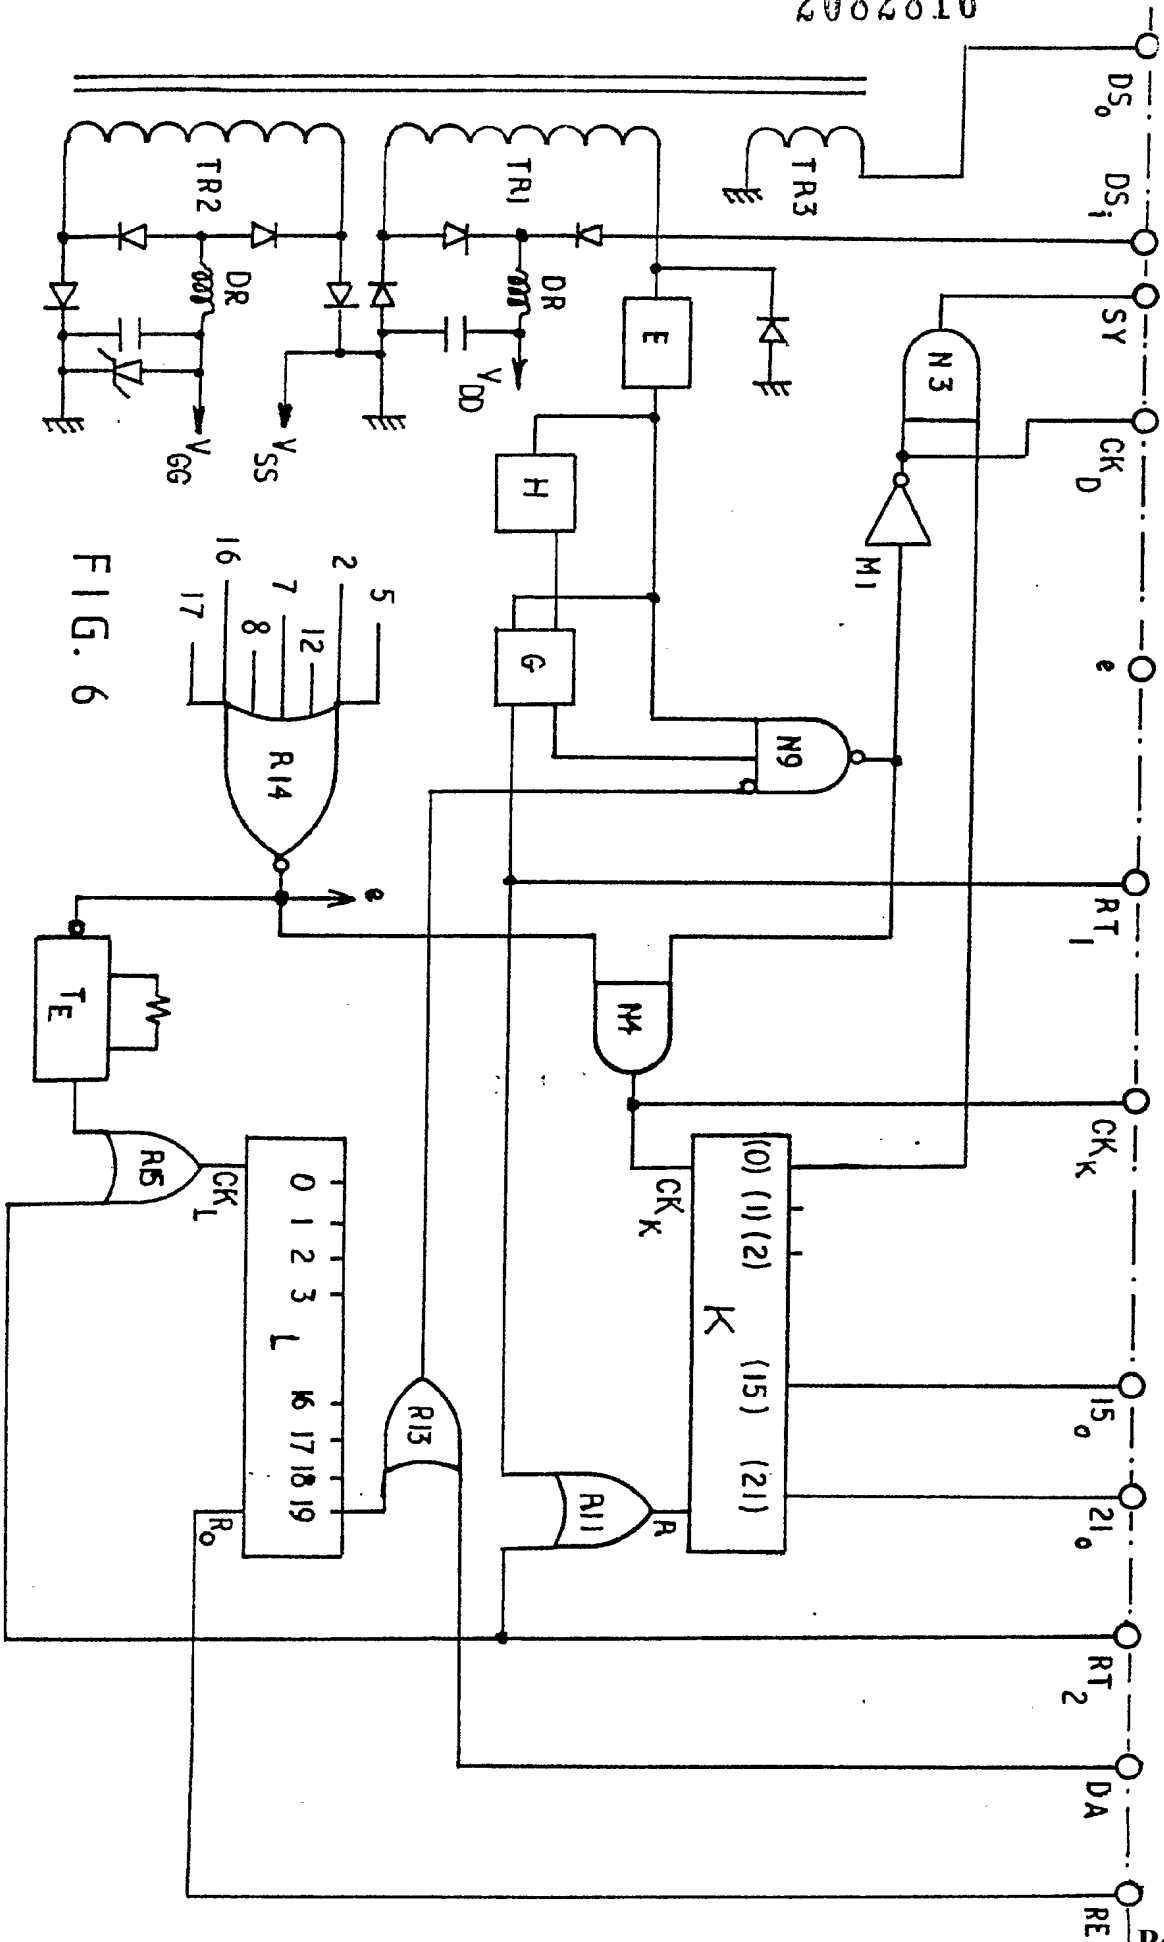 0182802
DS0
DSi
SY
CKD
e
RT1
CKK
150
210
RT2
DA
RE
TR3
TR1
TR2
DR
DR
E
N3
M1
H
G
N9
VDD
VSS
VGG
(0) (1) (2) (15) (21)
K
CKK
R
N4
R11
R13
5
2
12
7
8
16
17
R14
e
TE
R15
CKL
0 1 2 3 16 17 18 19
L
R0
FIG. 6